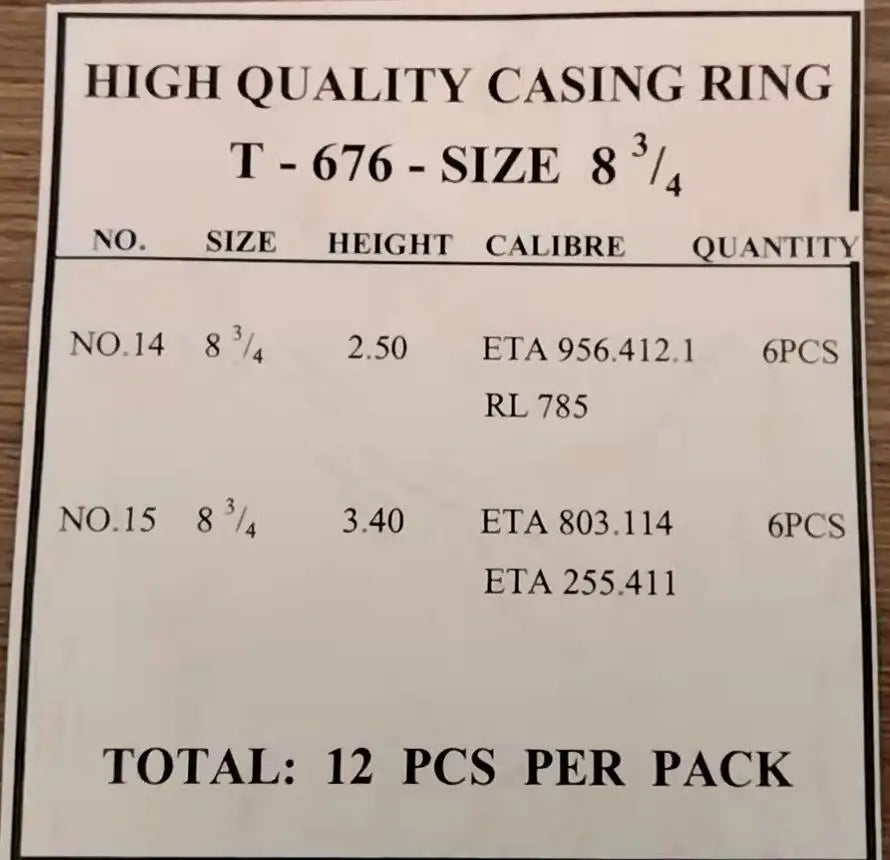 HIGH QUALITY CASING RING
T - 676 - SIZE 8 3/4
NO. SIZE HEIGHT CALIBRE QUANTITY
NO.14 8 3/4 2.50 ETA 956.412.1 6PCS
RL 785
NO.15 8 3/4 3.40 ETA 803.114 6PCS
ETA 255.411
TOTAL: 12 PCS PER PACK